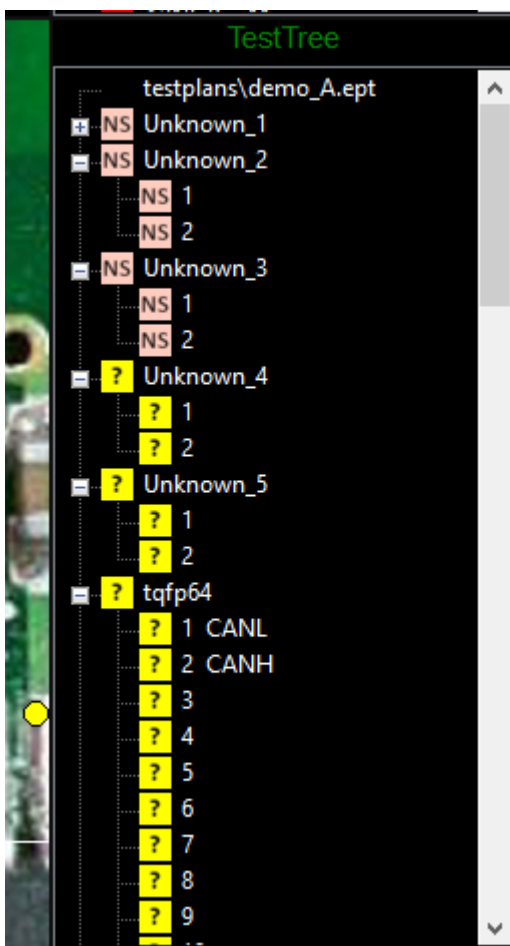 TestTree
testplans\demo_A.ept
NS Unknown_1
NS Unknown_2
NS 1
NS 2
NS Unknown_3
NS 1
NS 2
? Unknown_4
? 1
? 2
? Unknown_5
? 1
? 2
? tqfp64
? 1 CANL
? 2 CANH
? 3
? 4
? 5
? 6
? 7
? 8
? 9